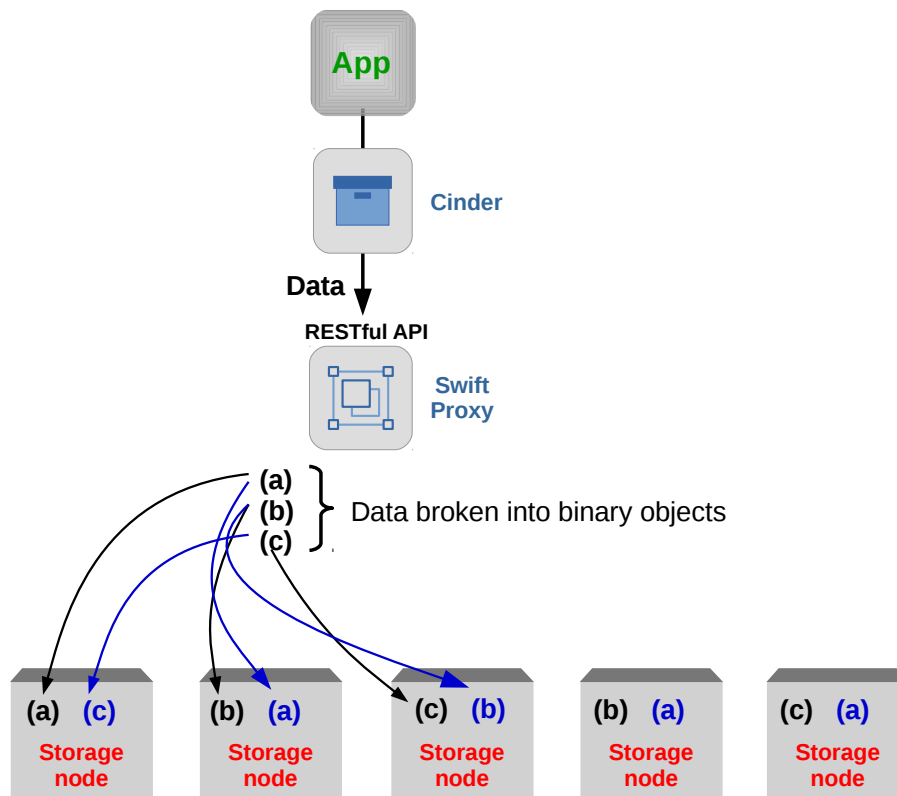 App
Cinder
Data
RESTful API
Swift
Proxy
(a)
(b)
(c)
Data broken into binary objects
(a) (c)
Storage
node
(b) (a)
Storage
node
(c) (b)
Storage
node
(b) (a)
Storage
node
(c) (a)
Storage
node